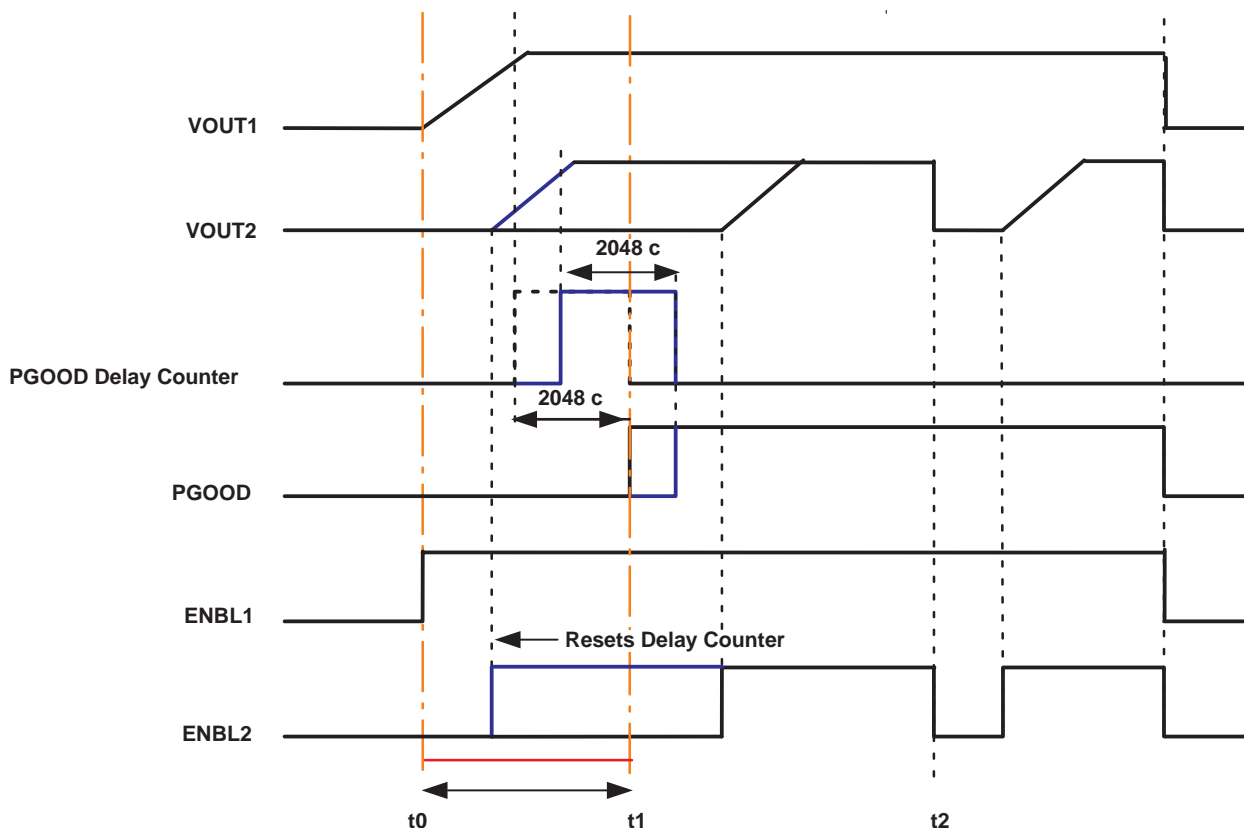 VOUT1
VOUT2
2048 c
PGOOD Delay Counter
2048 c
PGOOD
ENBL1
Resets Delay Counter
ENBL2
t0
t1
t2